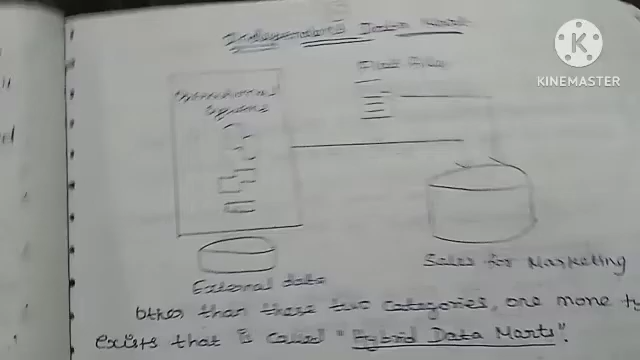 Independent Data Mart
Flat Files
Operational
Systems
External data
Sales for Marketing
Other than these two categories, one more ty
exists that is called "Hybrid Data Marts".
KINEMASTER